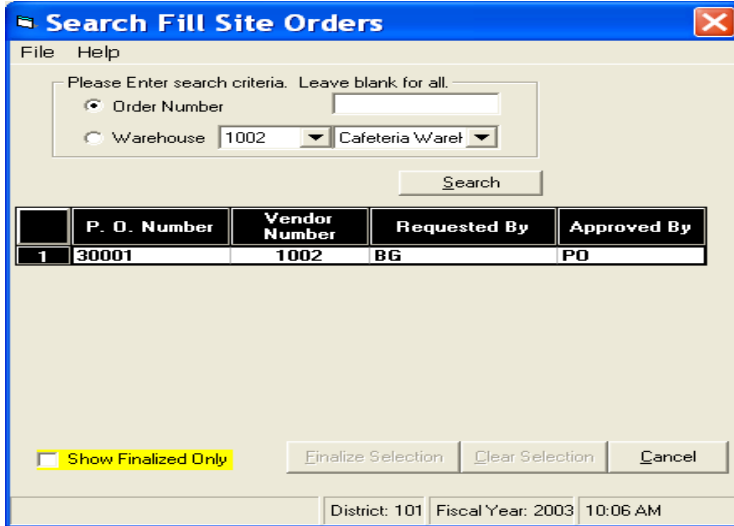 Search Fill Site Orders
File Help
Please Enter search criteria. Leave blank for all.
Order Number
Warehouse 1002 Cafeteria Wareh
Search
P. O. Number Vendor Number Requested By Approved By
1 30001 1002 BG PO
Show Finalized Only Finalize Selection Clear Selection Cancel
District: 101 Fiscal Year: 2003 10:06 AM